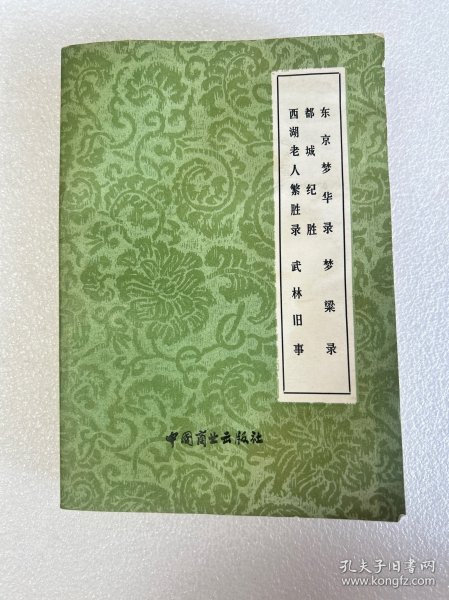 东京梦华录 梦粱录
都城纪胜
西湖老人繁胜录 武林旧事
中国商业出版社
孔夫子旧书网
www.kongfz.com